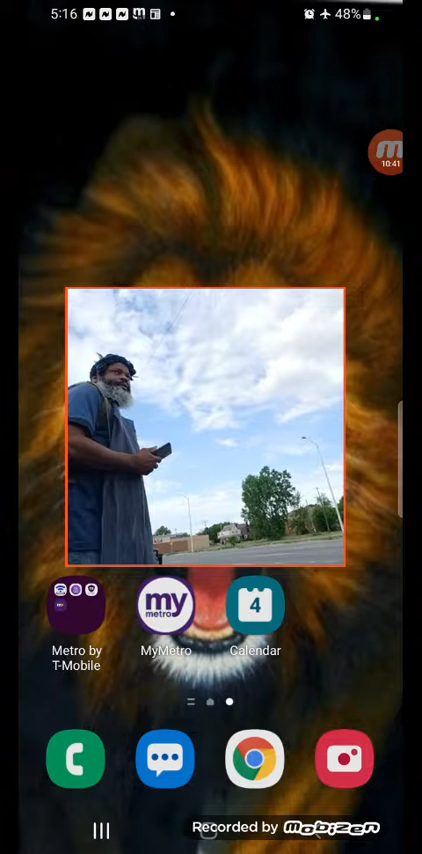 5:16
48%
10:41
my
metro
4
Metro by
T-Mobile
MyMetro
Calendar
Recorded by mobizen